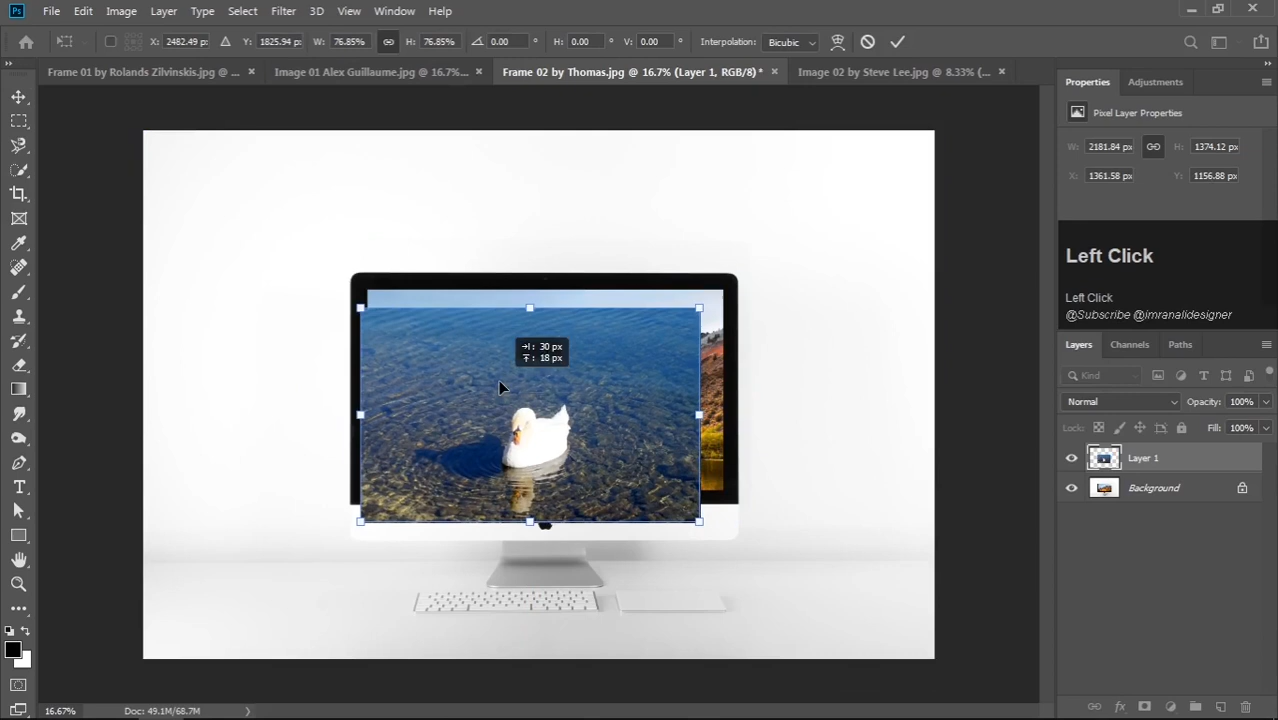 Ps File Edit Image Layer Type Select Filter 3D View Window Help
X: 2482.49 p: Y: 1825.94 p: W: 76.85% H: 76.85% 0.00 ° H: 0.00 ° V: 0.00 ° Interpolation: Bicubic
Frame 01 by Rolands Zilvinskis.jpg @ ... × Image 01 Alex Guillaume.jpg @ 16.7%... × Frame 02 by Thomas.jpg @ 16.7% (Layer 1, RGB/8) * × Image 02 by Steve Lee.jpg @ 8.33% (... ×
Properties Adjustments
Pixel Layer Properties
W: 2181.84 px H: 1374.12 px
X: 1361.58 px Y: 1156.88 px
Left Click
Left Click
@Subscribe @imranalidesigner
: 30 px
: 18 px
Layers Channels Paths
Kind
Normal Opacity: 100%
Lock: Fill: 100%
Layer 1
Background
16.67% Doc: 49.1M/68.7M